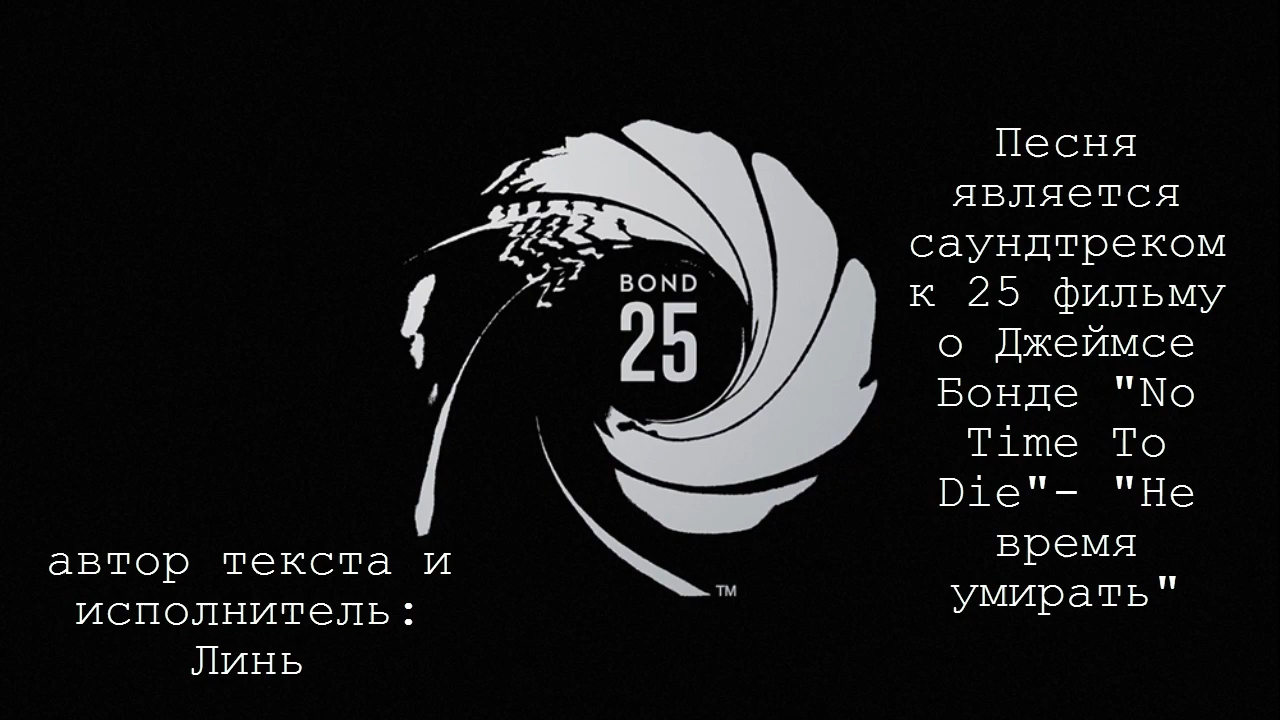 Песня
является
саундтреком
к 25 фильму
о Джеймсе
Бонде "No
Time To
Die"- "Не
время
умирать"
BOND
25
TM
автор текста и
исполнитель:
Линь